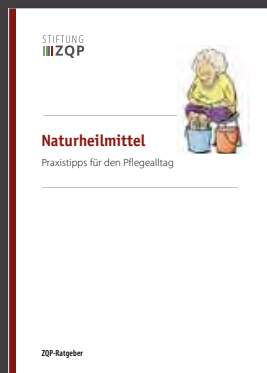 STIFTUNG
ZQP
Naturheilmittel
Praxistipps für den Pflegealltag
ZQP-Ratgeber